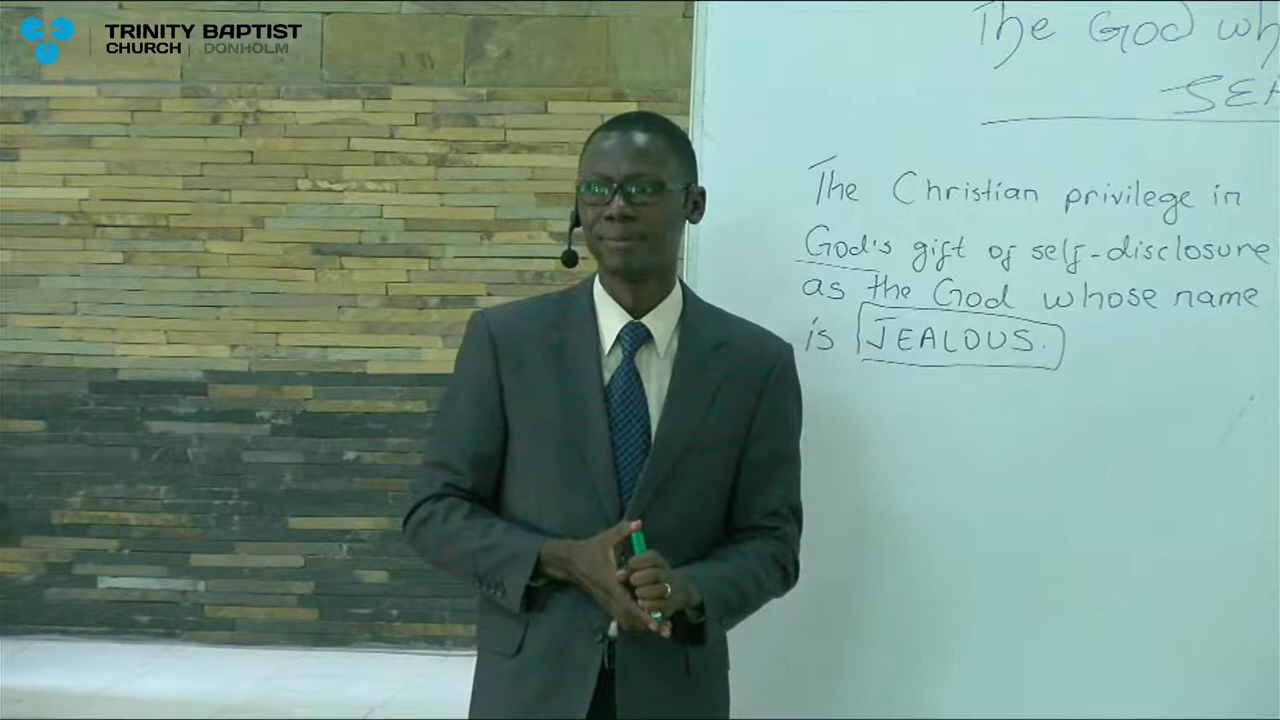 TRINITY BAPTIST
CHURCH | DONHOLM
The God wh
SEA
The Christian privilege in
God's gift of self-disclosure
as the God whose name
is JEALOUS.